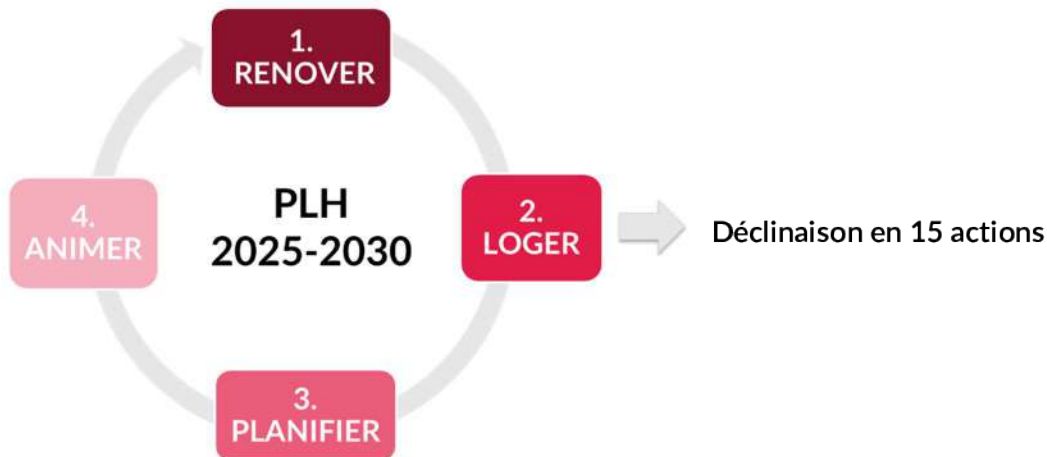 1.
RENOVER
4.
ANIMER
PLH
2025-2030
2.
LOGER
Déclinaison en 15 actions
3.
PLANIFIER